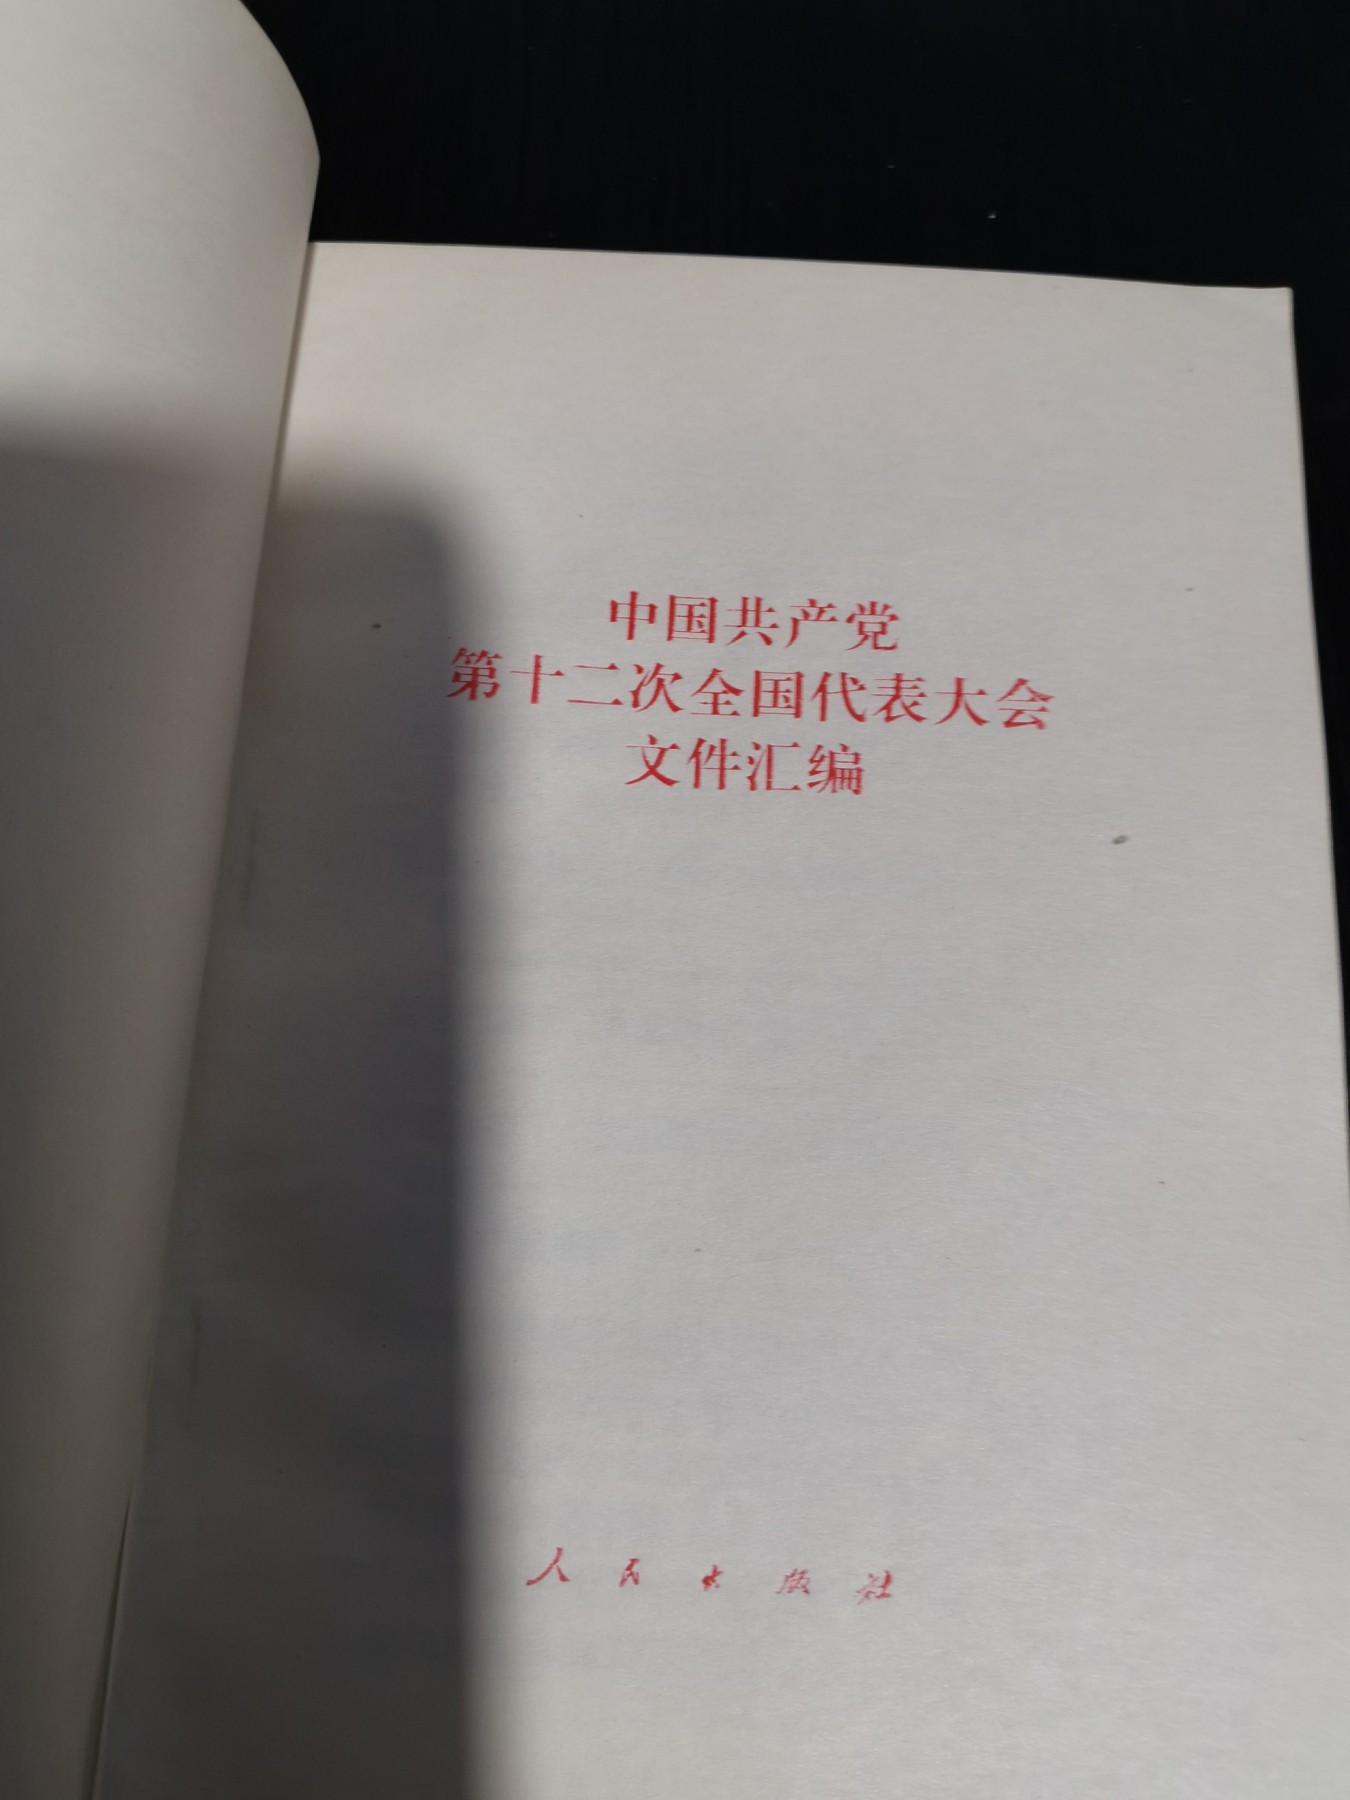 中国共产党
第十二次全国代表大会
文件汇编
人民出版社